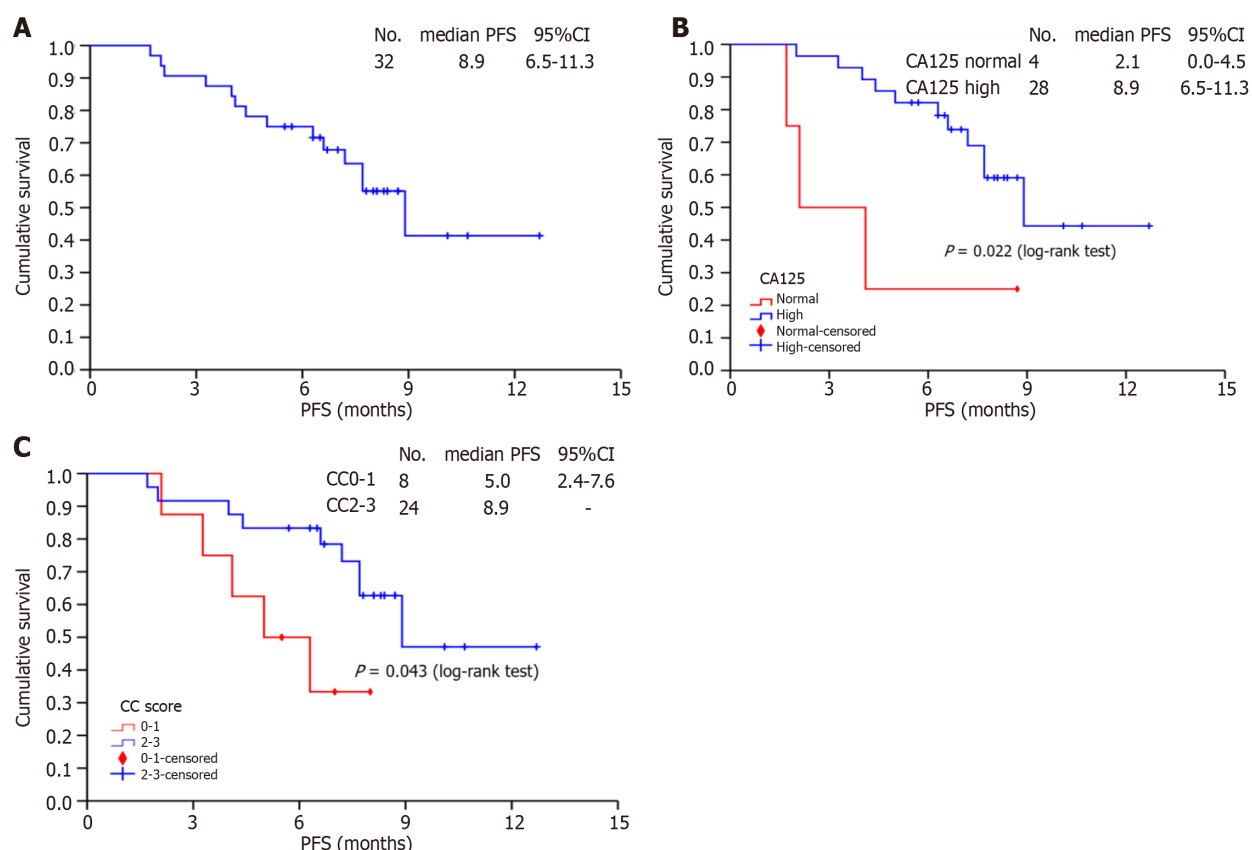 A
No. median PFS 95%CI
32 8.9 6.5-11.3
1.0
0.9
0.8
0.7
0.6
0.5
0.4
0.3
0.2
0.1
0.0
Cumulative survival
0 3 6 9 12 15
PFS (months)
B
No. median PFS 95%CI
CA125 normal 4 2.1 0.0-4.5
CA125 high 28 8.9 6.5-11.3
1.0
0.9
0.8
0.7
0.6
0.5
0.4
0.3
0.2
0.1
0.0
Cumulative survival
P = 0.022 (log-rank test)
CA125
Normal
High
Normal-censored
High-censored
0 3 6 9 12 15
PFS (months)
C
No. median PFS 95%CI
CC0-1 8 5.0 2.4-7.6
CC2-3 24 8.9 -
1.0
0.9
0.8
0.7
0.6
0.5
0.4
0.3
0.2
0.1
0.0
Cumulative survival
P = 0.043 (log-rank test)
CC score
0-1
2-3
0-1-censored
2-3-censored
0 3 6 9 12 15
PFS (months)